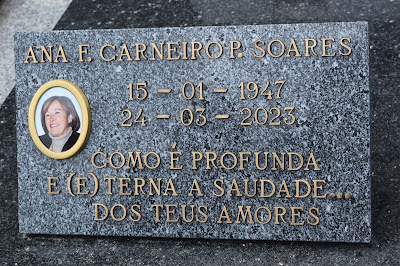 ANA F. CARNEIRO P. SOARES
15 - 01 - 1947
24 - 03 - 2023.
COMO É PROFUNDA
E (E) TERNA A SAUDADE...
DOS TEUS AMORES